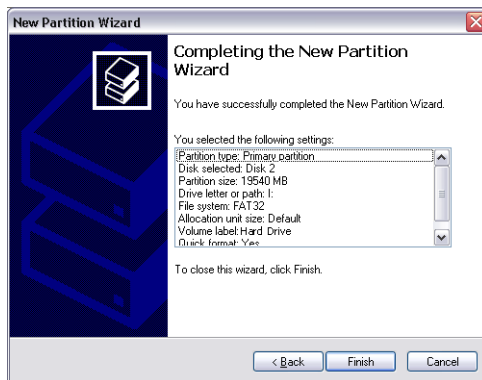 New Partition Wizard
Completing the New Partition
Wizard
You have successfully completed the New Partition Wizard.
You selected the following settings:
Partition type: Primary partition
Disk selected: Disk 2
Partition size: 19540 MB
Drive letter or path: I:
File system: FAT32
Allocation unit size: Default
Volume label: Hard Drive
Quick format: Yes
To close this wizard, click Finish.
< Back
Finish
Cancel